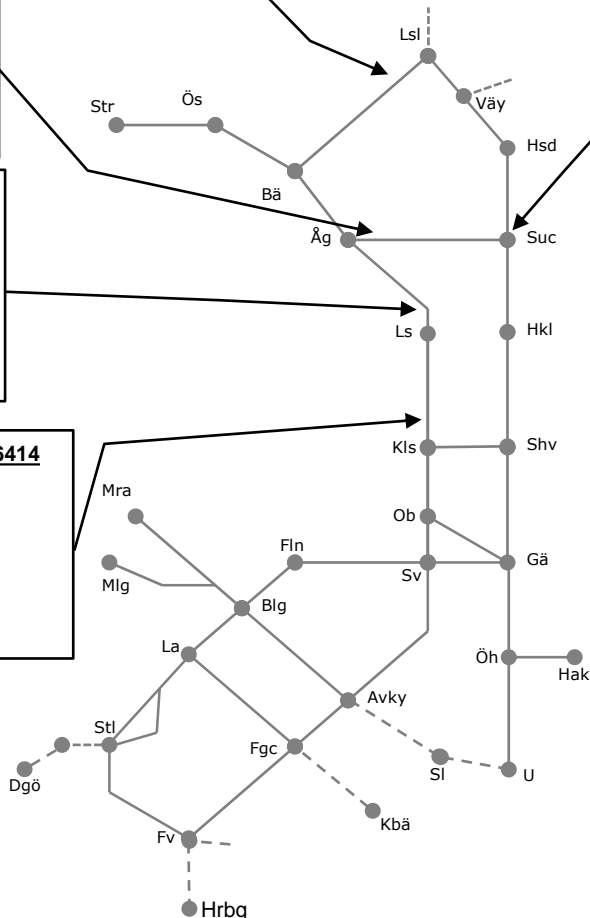 Lsl
Väy
Str
Ös
Hsd
Bä
Åg
Suc
Ls
Hkl
6414
Kls
Shv
Mra
Ob
Fln
Gä
Mlg
Sv
Blg
La
Öh
Hak
Avky
Stl
Fgc
Sl
U
Dgö
Kbä
Fv
Hrbg